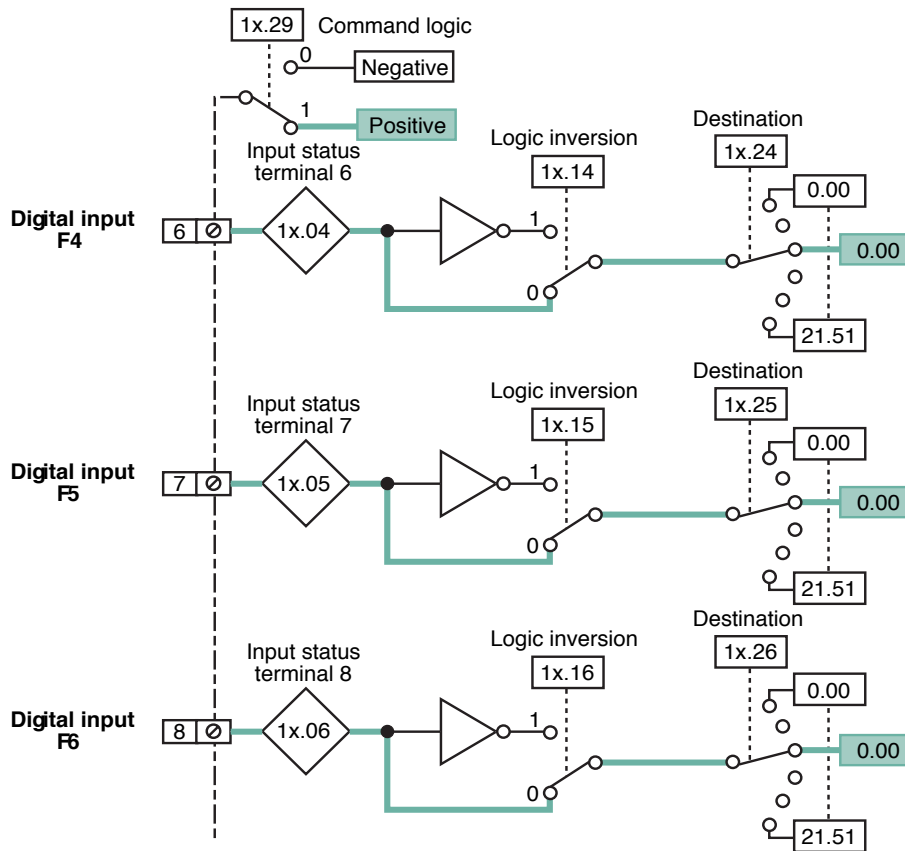 1x.29
Command logic
0
Negative
1
Positive
Input status
terminal 6
Logic inversion
1x.14
Destination
1x.24
0.00
Digital input
F4
6
1x.04
1
0
0.00
21.51
Input status
terminal 7
Logic inversion
1x.15
Destination
1x.25
0.00
Digital input
F5
7
1x.05
1
0
0.00
21.51
Input status
terminal 8
Logic inversion
1x.16
Destination
1x.26
0.00
Digital input
F6
8
1x.06
1
0
0.00
21.51